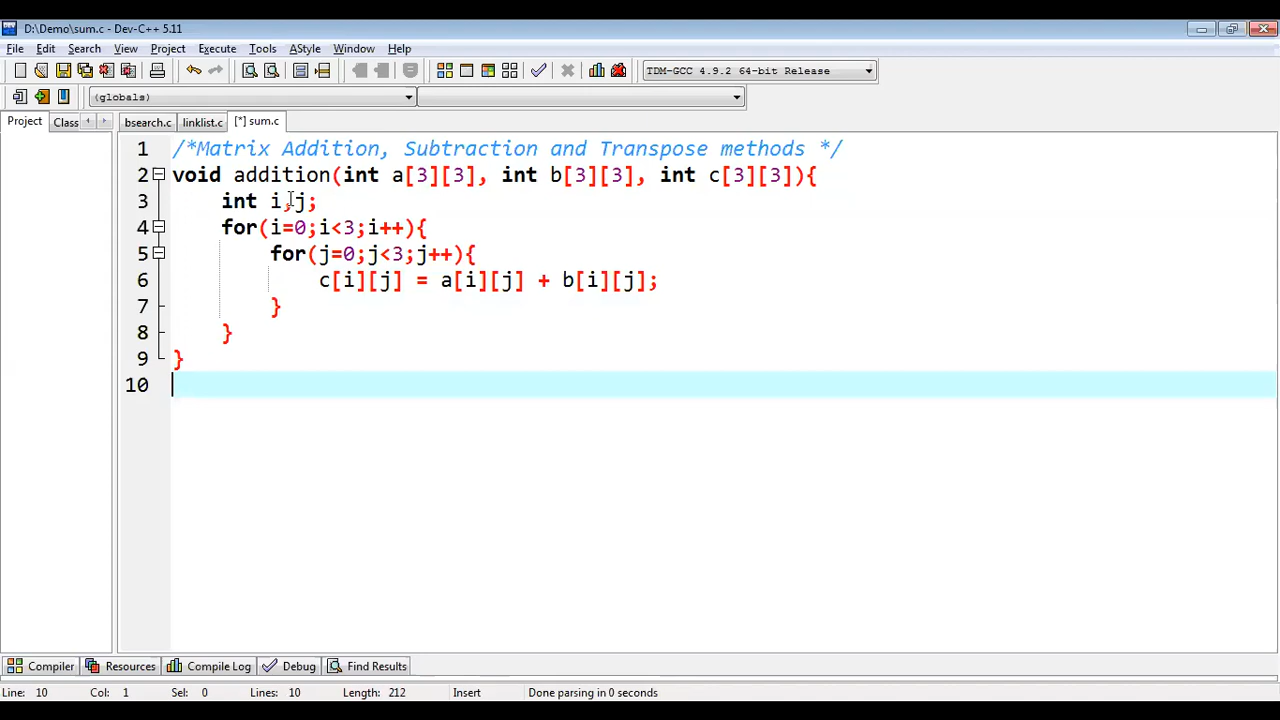 D:\Demo\sum.c - Dev-C++ 5.11
File Edit Search View Project Execute Tools AStyle Window Help
TDM-GCC 4.9.2 64-bit Release
(globals)
Project Class bsearch.c linklist.c [*] sum.c
1 /*Matrix Addition, Subtraction and Transpose methods */
2 void addition(int a[3][3], int b[3][3], int c[3][3]){
3 int i,j;
4 for(i=0;i<3;i++){
5 for(j=0;j<3;j++){
6 c[i][j] = a[i][j] + b[i][j];
7 }
8 }
9 }
10
Compiler Resources Compile Log Debug Find Results
Line: 10 Col: 1 Sel: 0 Lines: 10 Length: 212 Insert Done parsing in 0 seconds